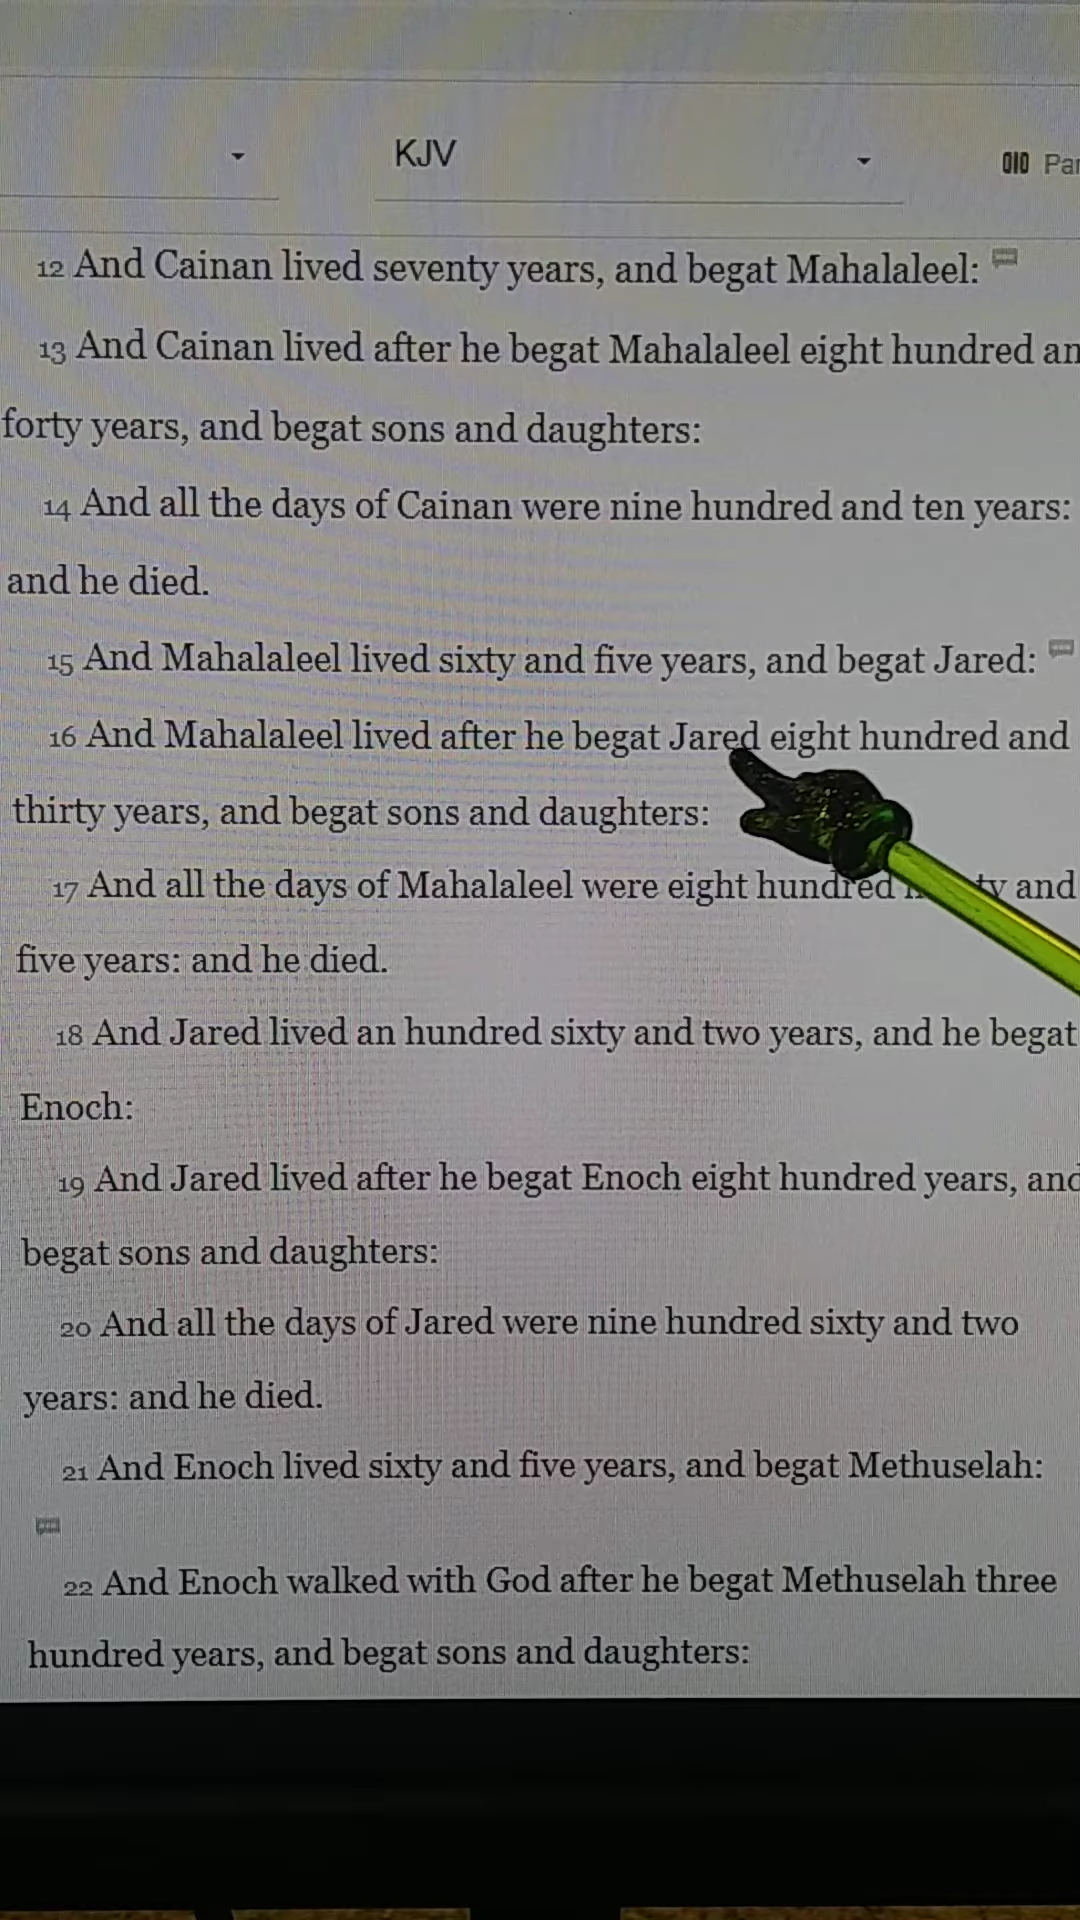 KJV
Par
12 And Cainan lived seventy years, and begat Mahalaleel:
13 And Cainan lived after he begat Mahalaleel eight hundred an
forty years, and begat sons and daughters:
14 And all the days of Cainan were nine hundred and ten years:
and he died.
15 And Mahalaleel lived sixty and five years, and begat Jared:
16 And Mahalaleel lived after he begat Jared eight hundred and
thirty years, and begat sons and daughters:
17 And all the days of Mahalaleel were eight hundred and
five years: and he died.
18 And Jared lived an hundred sixty and two years, and he begat
Enoch:
19 And Jared lived after he begat Enoch eight hundred years, and
begat sons and daughters:
20 And all the days of Jared were nine hundred sixty and two
years: and he died.
21 And Enoch lived sixty and five years, and begat Methuselah:
22 And Enoch walked with God after he begat Methuselah three
hundred years, and begat sons and daughters: